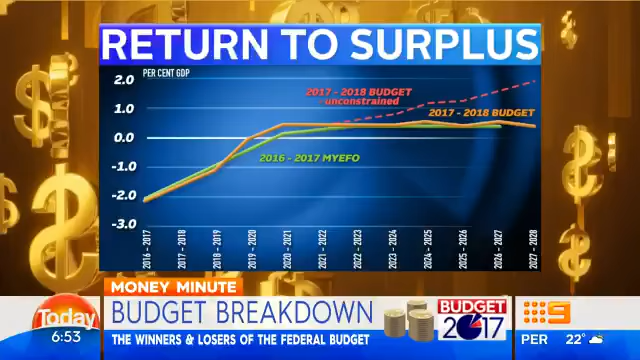 RETURN TO SURPLUS
PER CENT GDP
2.0
1.0
0.0
-1.0
-2.0
-3.0
2017 - 2018 BUDGET
- unconstrained
2017 - 2018 BUDGET
2016 - 2017 MYEFO
2016 - 2017
2017 - 2018
2018 - 2019
2019 - 2020
2020 - 2021
2021 - 2022
2022 - 2023
2023 - 2024
2024 - 2025
2025 - 2026
2026 - 2027
2027 - 2028
MONEY MINUTE
Today
6:53
BUDGET BREAKDOWN
THE WINNERS & LOSERS OF THE FEDERAL BUDGET
BUDGET
2017
9
PER 22°